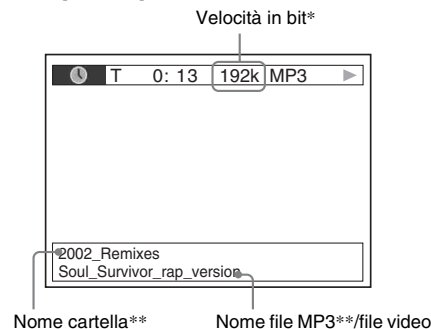 Velocità in bit*
T 0: 13 192k MP3
2002_Remixes
Soul_Survivor_rap_version
Nome cartella** Nome file MP3**/file video